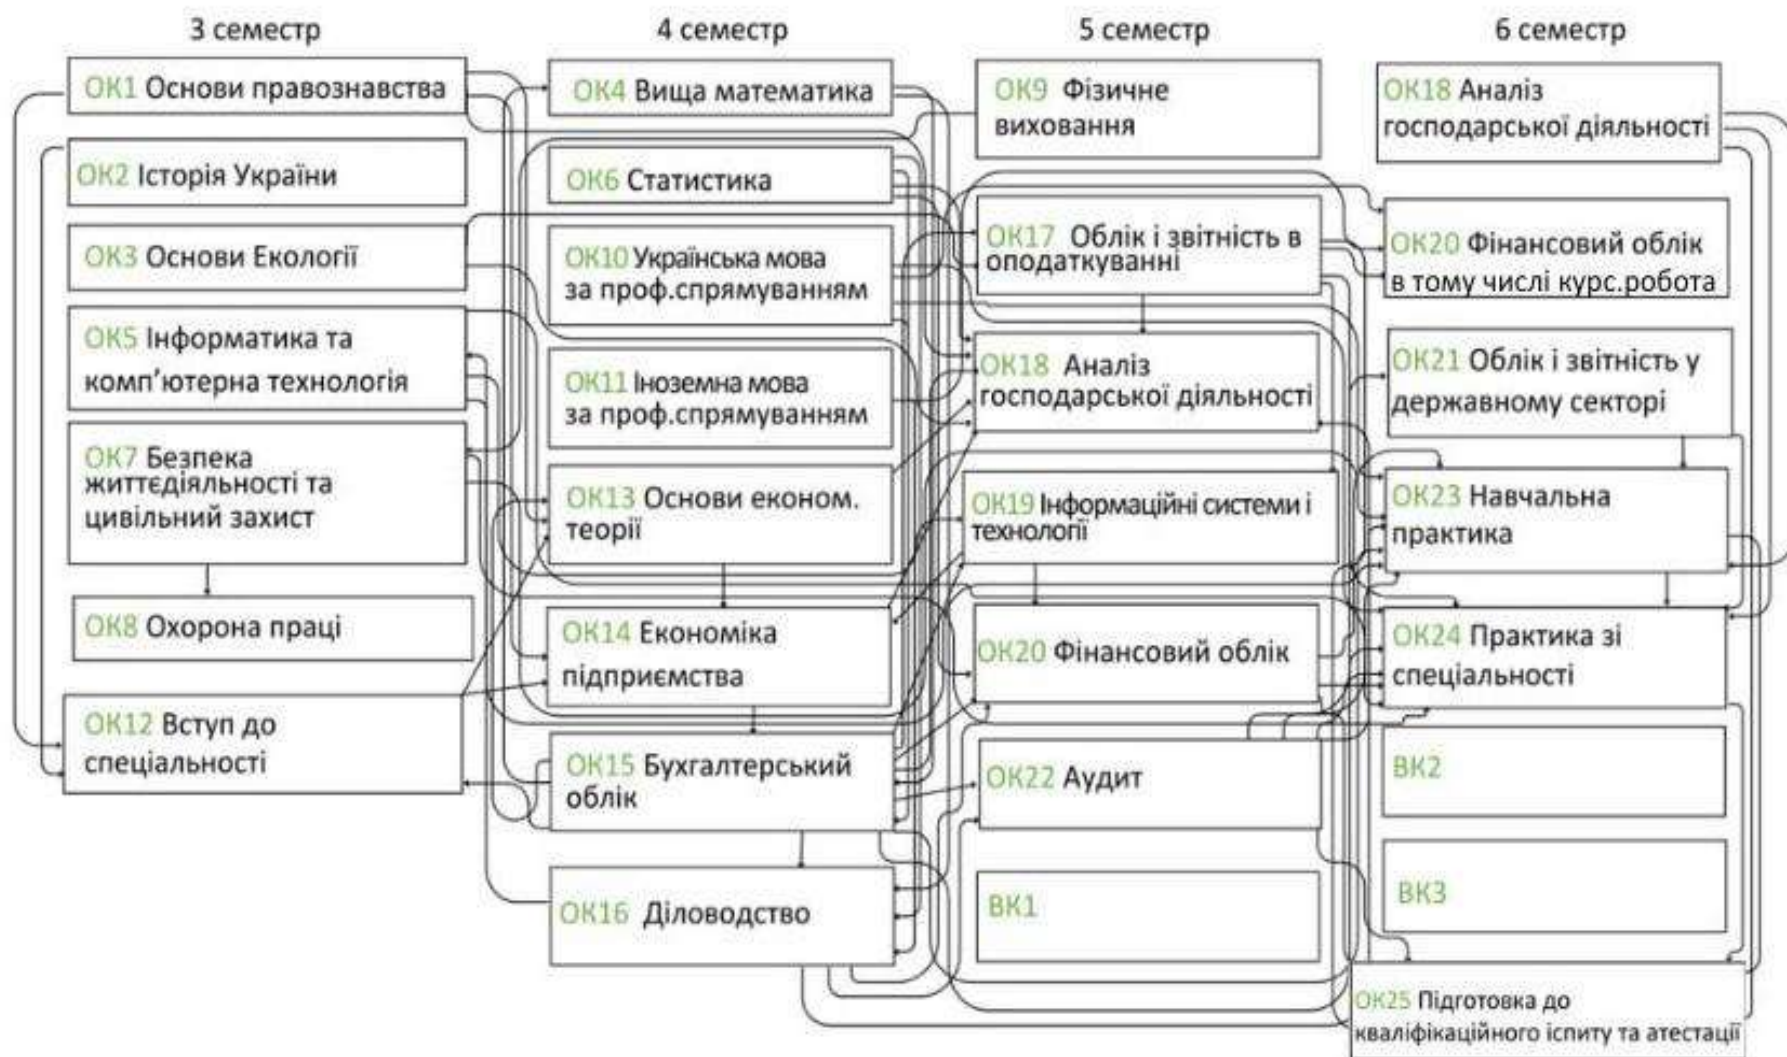 3 семестр
ОК1 Основи правознавства
ОК2 Історія України
ОК3 Основи Екології
ОК5 Інформатика та
комп’ютерна технологія
ОК7 Безпека
життєдіяльності та
цивільний захист
ОК8 Охорона праці
ОК12 Вступ до
спеціальності
4 семестр
ОК4 Вища математика
ОК6 Статистика
ОК10 Українська мова
за проф.спрямуванням
ОК11 Іноземна мова
за проф.спрямуванням
ОК13 Основи економ.
теорії
ОК14 Економіка
підприємства
ОК15 Бухгалтерський
облік
ОК16 Діловодство
5 семестр
ОК9 Фізичне
виховання
ОК17 Облік і звітність в
оподаткуванні
ОК18 Аналіз
господарської діяльності
ОК19 Інформаційні системи і
технології
ОК20 Фінансовий облік
ОК22 Аудит
ВК1
6 семестр
ОК18 Аналіз
господарської діяльності
ОК20 Фінансовий облік
в тому числі курс.робота
ОК21 Облік і звітність у
державному секторі
ОК23 Навчальна
практика
ОК24 Практика зі
спеціальності
ВК2
ВК3
ОК25 Підготовка до
кваліфікаційного іспиту та атестації